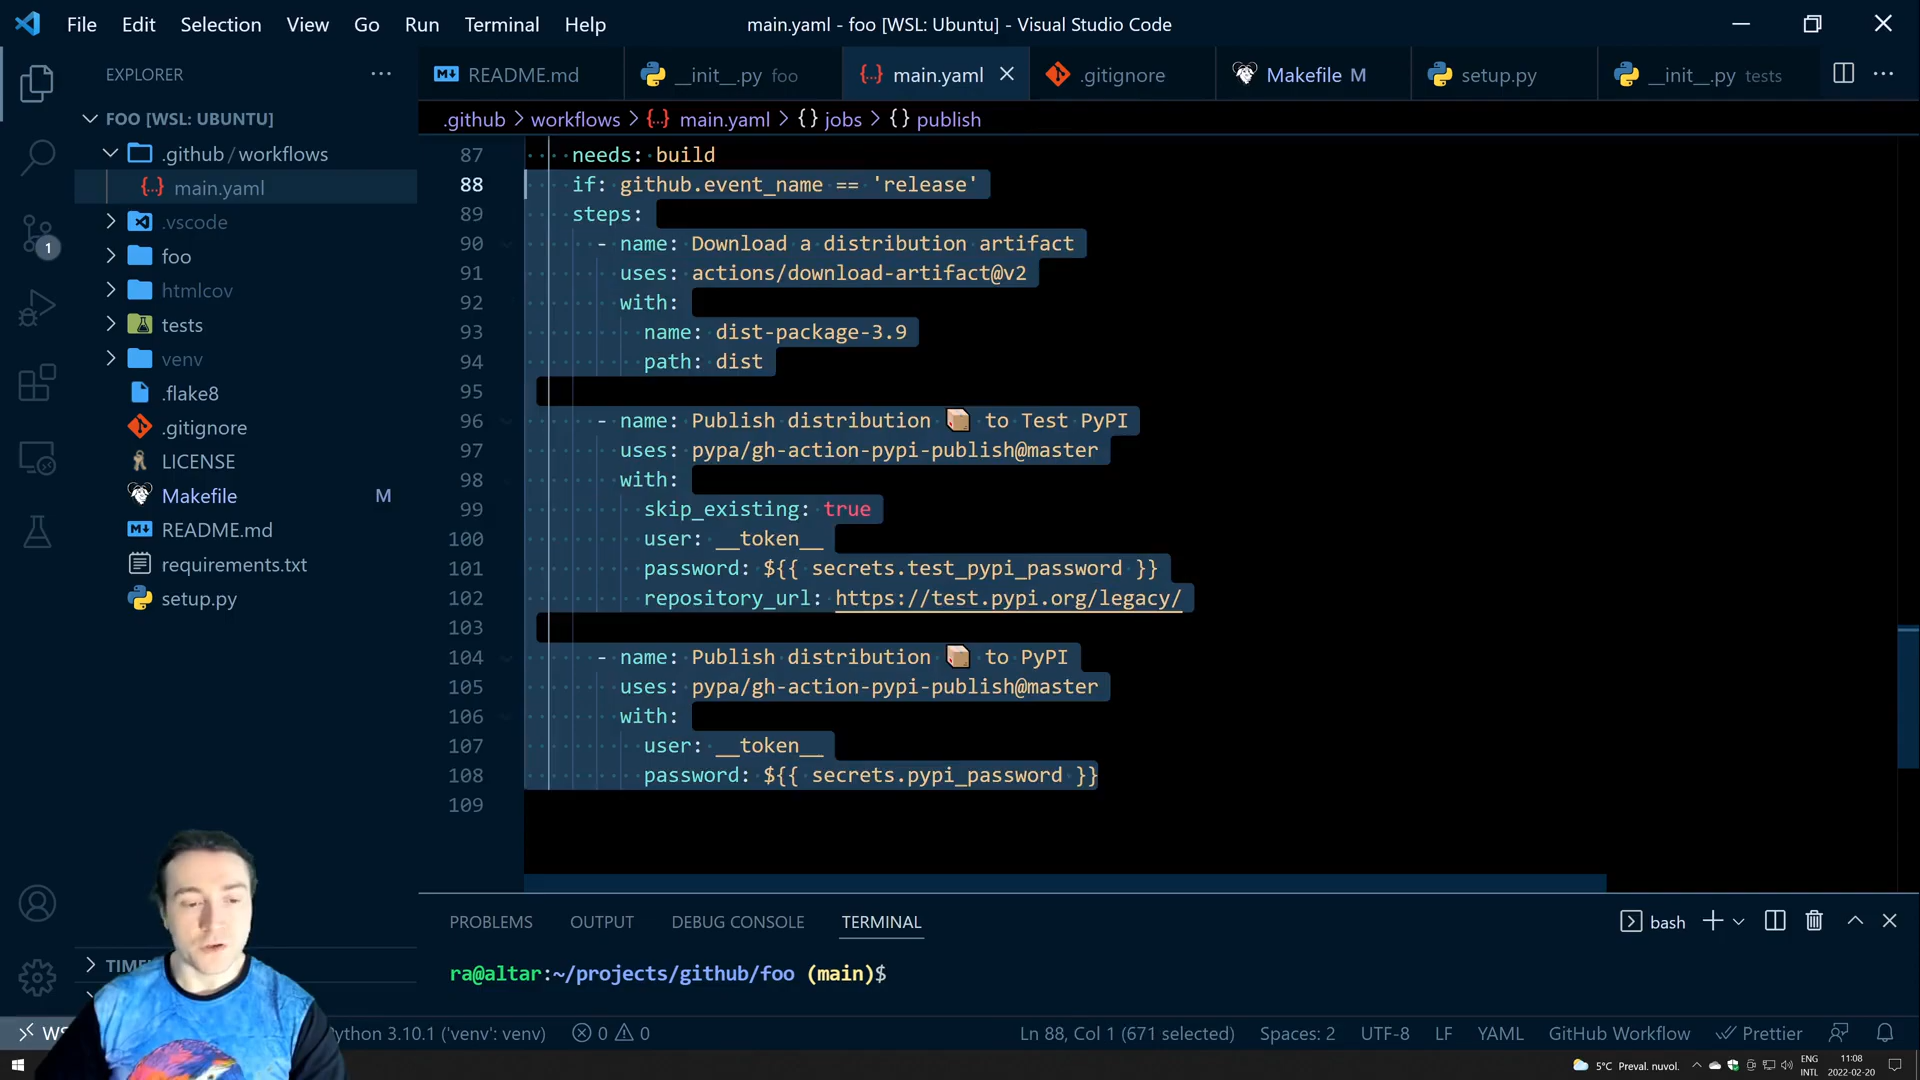 File Edit Selection View Go Run Terminal Help
main.yaml - foo [WSL: Ubuntu] - Visual Studio Code
EXPLORER
README.md
__init__.py foo
main.yaml
.gitignore
Makefile M
setup.py
__init__.py tests
.github > workflows > main.yaml > {} jobs > {} publish
FOO [WSL: UBUNTU]
.github / workflows
main.yaml
.vscode
foo
htmlcov
tests
venv
.flake8
.gitignore
LICENSE
Makefile M
README.md
requirements.txt
setup.py
1
87 needs: build
88 if: github.event_name == 'release'
89 steps:
90 - name: Download a distribution artifact
91 uses: actions/download-artifact@v2
92 with:
93 name: dist-package-3.9
94 path: dist
95
96 - name: Publish distribution 📦 to Test PyPI
97 uses: pypa/gh-action-pypi-publish@master
98 with:
99 skip_existing: true
100 user: __token__
101 password: ${{ secrets.test_pypi_password }}
102 repository_url: https://test.pypi.org/legacy/
103
104 - name: Publish distribution 📦 to PyPI
105 uses: pypa/gh-action-pypi-publish@master
106 with:
107 user: __token__
108 password: ${{ secrets.pypi_password }}
109
PROBLEMS OUTPUT DEBUG CONSOLE TERMINAL
bash
ra@altar:~/projects/github/foo (main)$
Python 3.10.1 ('venv': venv) 0 0
Ln 88, Col 1 (671 selected) Spaces: 2 UTF-8 LF YAML GitHub Workflow Prettier
5°C Preval. nuvol.
ENG
INTL
11:08
2022-02-20